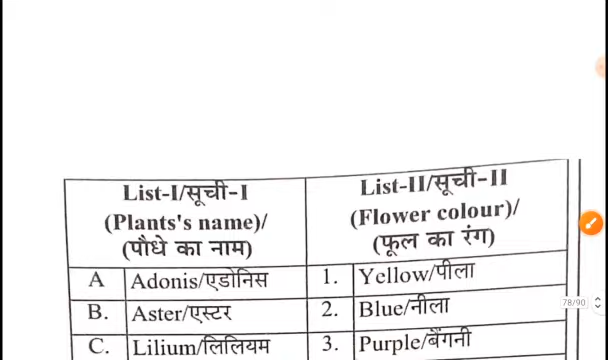 List-I/सूची-I
(Plants's name)/
(पौधे का नाम)
List-II/सूची-II
(Flower colour)/
(फूल का रंग)
A Adonis/एडोनिस 1. Yellow/पीला
B. Aster/एस्टर 2. Blue/नीला
C. Lilium/लिलियम 3. Purple/बैंगनी
78/90